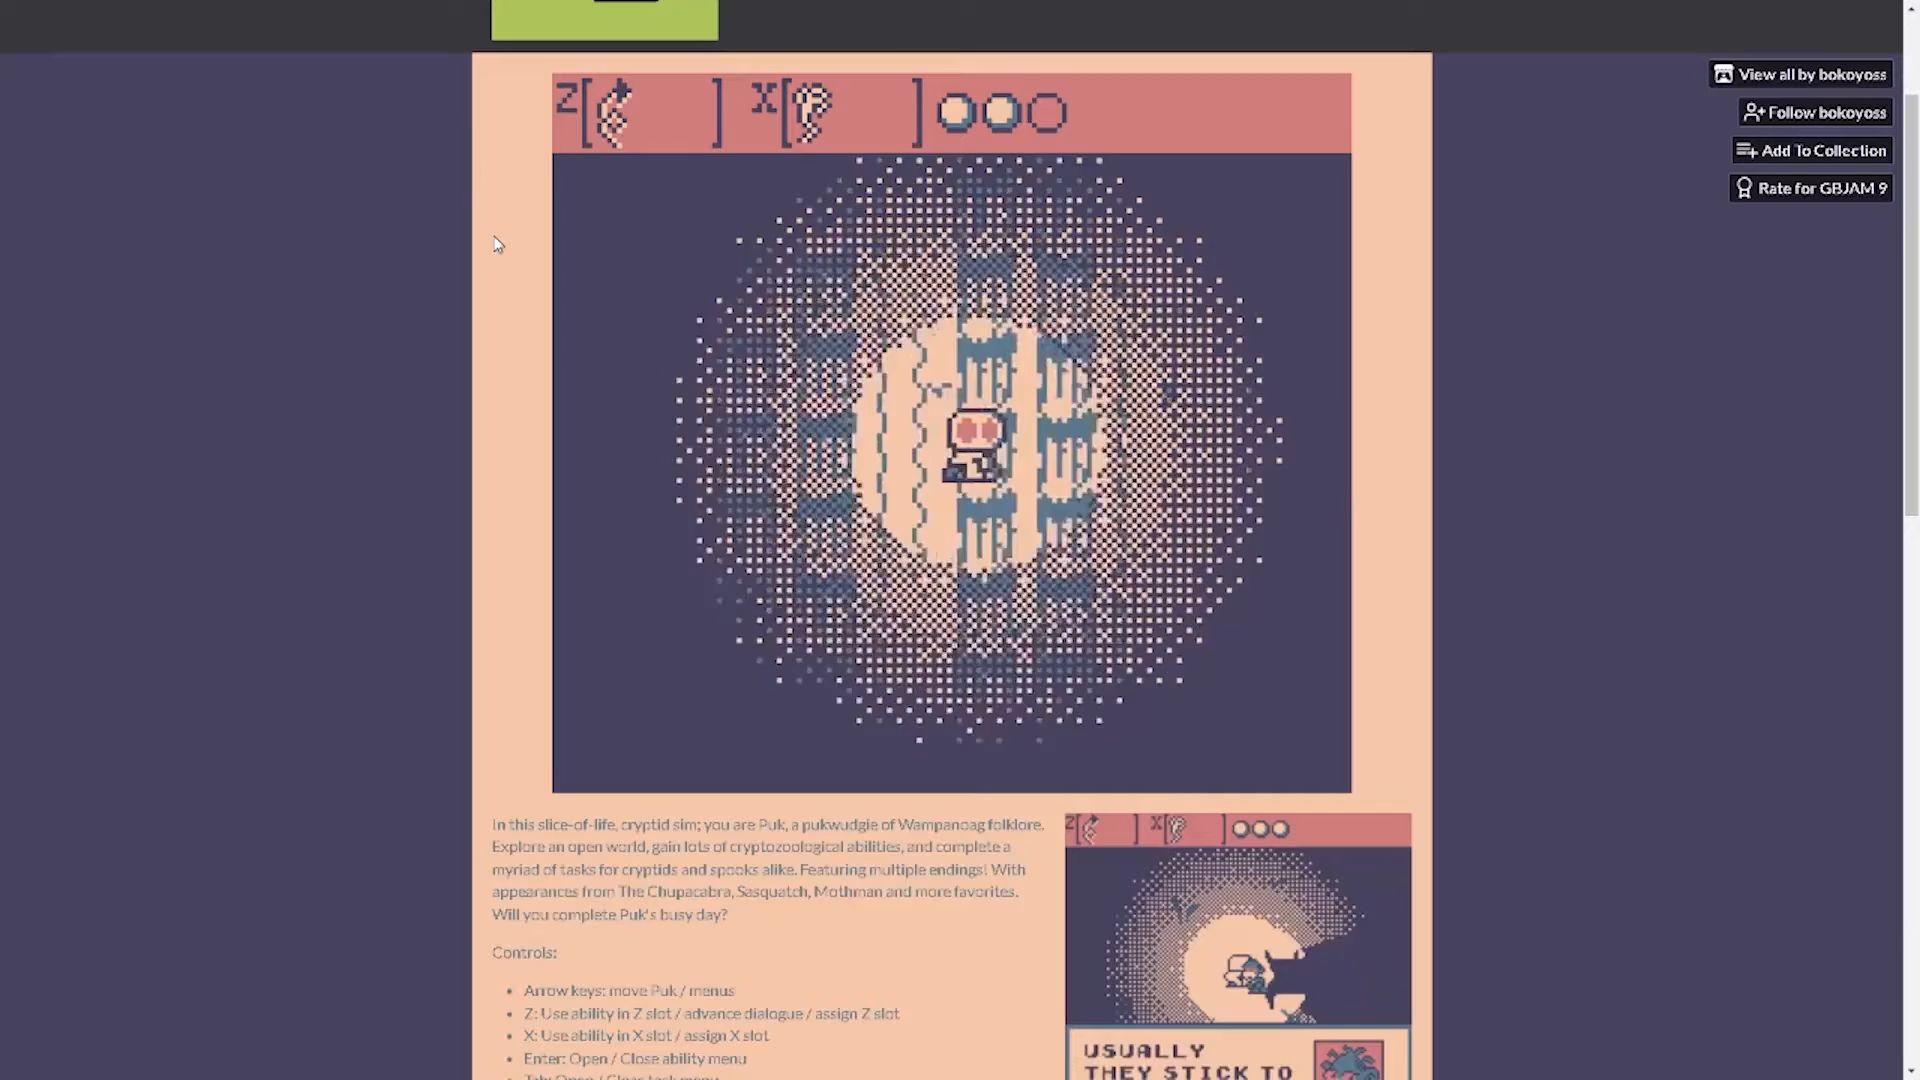 Z[ ] X[ ]
View all by bokoyoss
Follow bokoyoss
Add To Collection
Rate for GBJAM 9
In this slice-of-life, cryptid sim; you are Puk, a pukwudgie of Wampanoag folklore.
Explore an open world, gain lots of cryptozoological abilities, and complete a
myriad of tasks for cryptids and spooks alike. Featuring multiple endings! With
appearances from The Chupacabra, Sasquatch, Mothman and more favorites.
Will you complete Puk's busy day?
Controls:
Arrow keys: move Puk / menus
Z: Use ability in Z slot / advance dialogue / assign Z slot
X: Use ability in X slot / assign X slot
Enter: Open / Close ability menu
Z[ ] X[ ]
USUALLY
THEY STICK TO